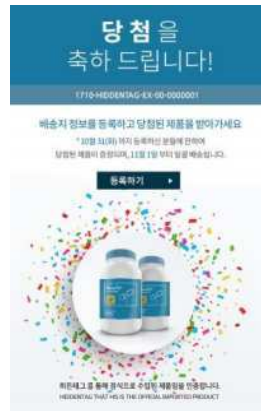 당첨을
축하 드립니다!
1710-HIDDENTAG-EX-00-0000001
배송지 정보를 등록하고 당첨된 제품을 받아가세요
* 10월 31(화) 까지 등록하신 분들에 한하여
당첨된 제품이 증정되며, 11월 1일 부터 일괄 배송됩니다.
등록하기
히든태그를 통해 정식으로 수입된 제품임을 인증합니다.
HIDDENTAG THAT HIS IS THE OFFICIAL IMPORTED PRODUCT